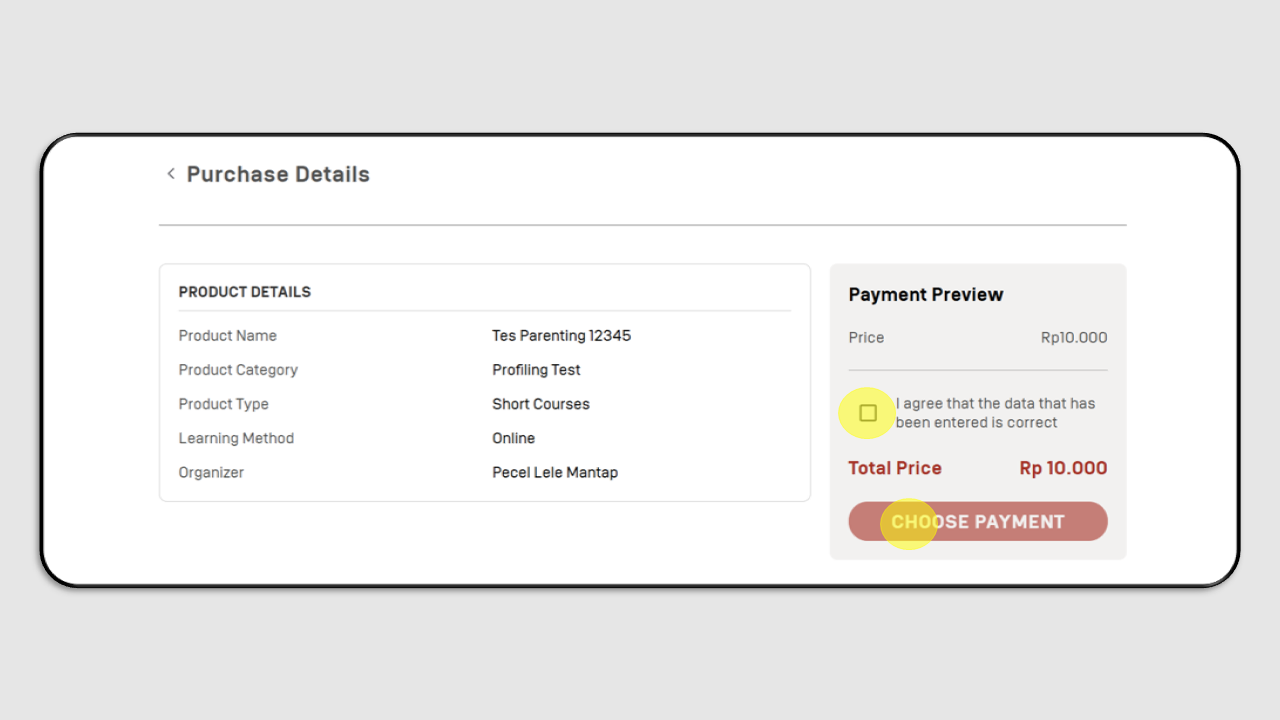 Purchase Details
PRODUCT DETAILS
Product Name Tes Parenting 12345
Product Category Profiling Test
Product Type Short Courses
Learning Method Online
Organizer Pecel Lele Mantap
Payment Preview
Price Rp10.000
I agree that the data that has
been entered is correct
Total Price Rp 10.000
CHOOSE PAYMENT